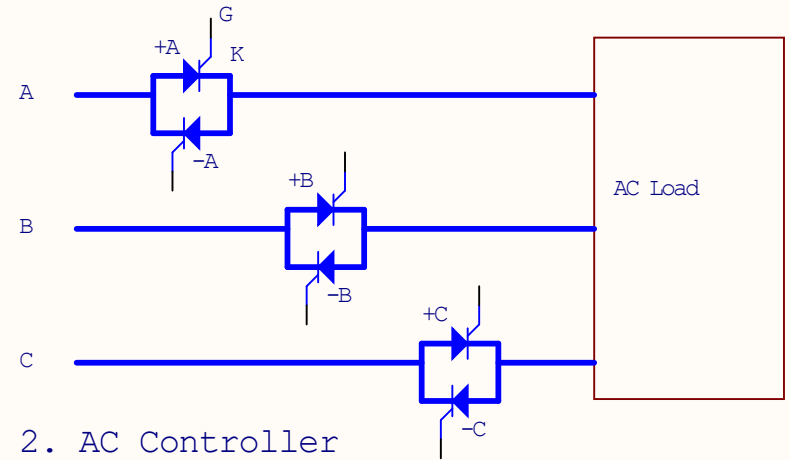 G
+A
K
A
-A
+B
AC Load
B
-B
+C
C
-C
2. AC Controller